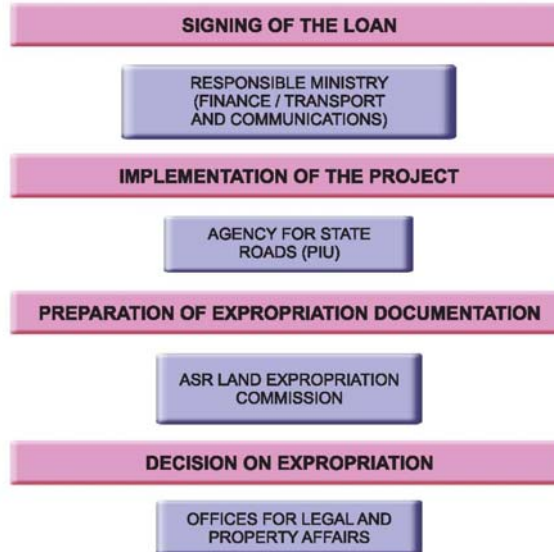 SIGNING OF THE LOAN
RESPONSIBLE MINISTRY
(FINANCE / TRANSPORT
AND COMMUNICATIONS)
IMPLEMENTATION OF THE PROJECT
AGENCY FOR STATE
ROADS (PIU)
PREPARATION OF EXPROPRIATION DOCUMENTATION
ASR LAND EXPROPRIATION
COMMISSION
DECISION ON EXPROPRIATION
OFFICES FOR LEGAL AND
PROPERTY AFFAIRS